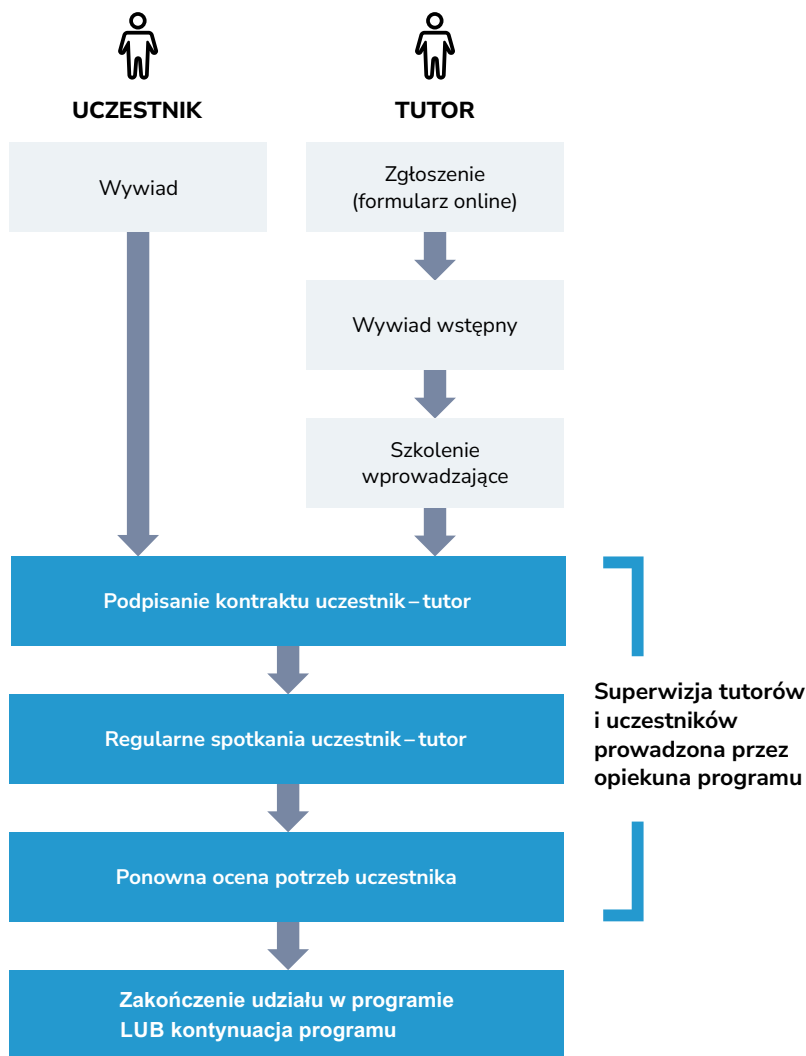 UCZESTNIK
TUTOR
Wywiad
Zgłoszenie
(formularz online)
Wywiad wstępny
Szkolenie
wprowadzające
Podpisanie kontraktu uczestnik – tutor
Regularne spotkania uczestnik – tutor
Ponowna ocena potrzeb uczestnika
Zakończenie udziału w programie
LUB kontynuacja programu
Superwizja tutorów
i uczestników
prowadzona przez
opiekuna programu